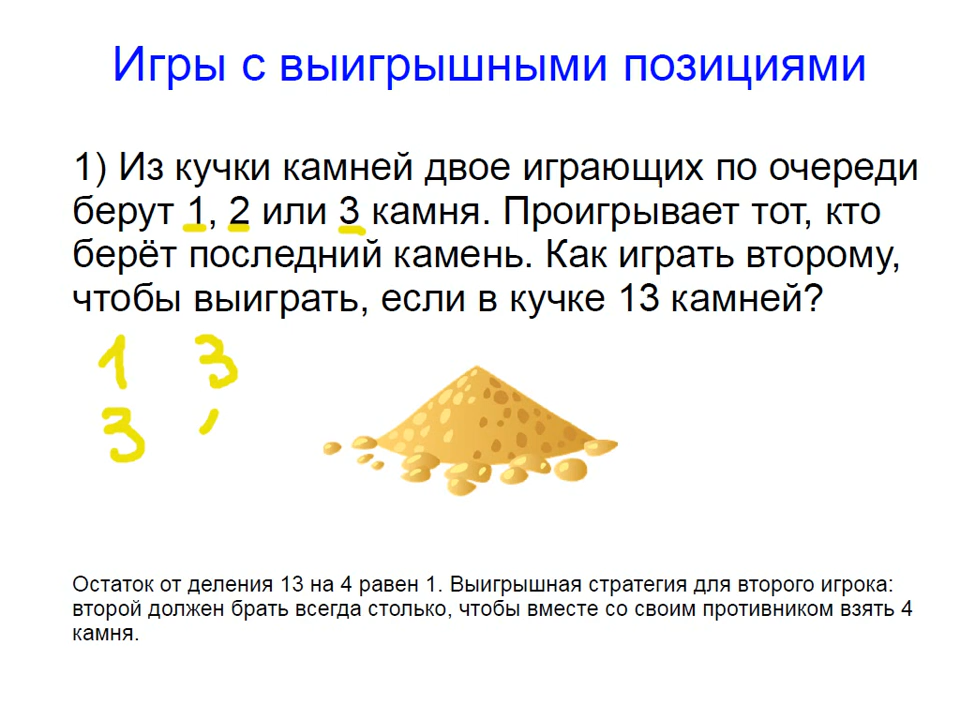 Игры с выигрышными позициями
1) Из кучки камней двое играющих по очереди
берут 1, 2 или 3 камня. Проигрывает тот, кто
берёт последний камень. Как играть второму,
чтобы выиграть, если в кучке 13 камней?
1 3
3
Остаток от деления 13 на 4 равен 1. Выигрышная стратегия для второго игрока:
второй должен брать всегда столько, чтобы вместе со своим противником взять 4
камня.